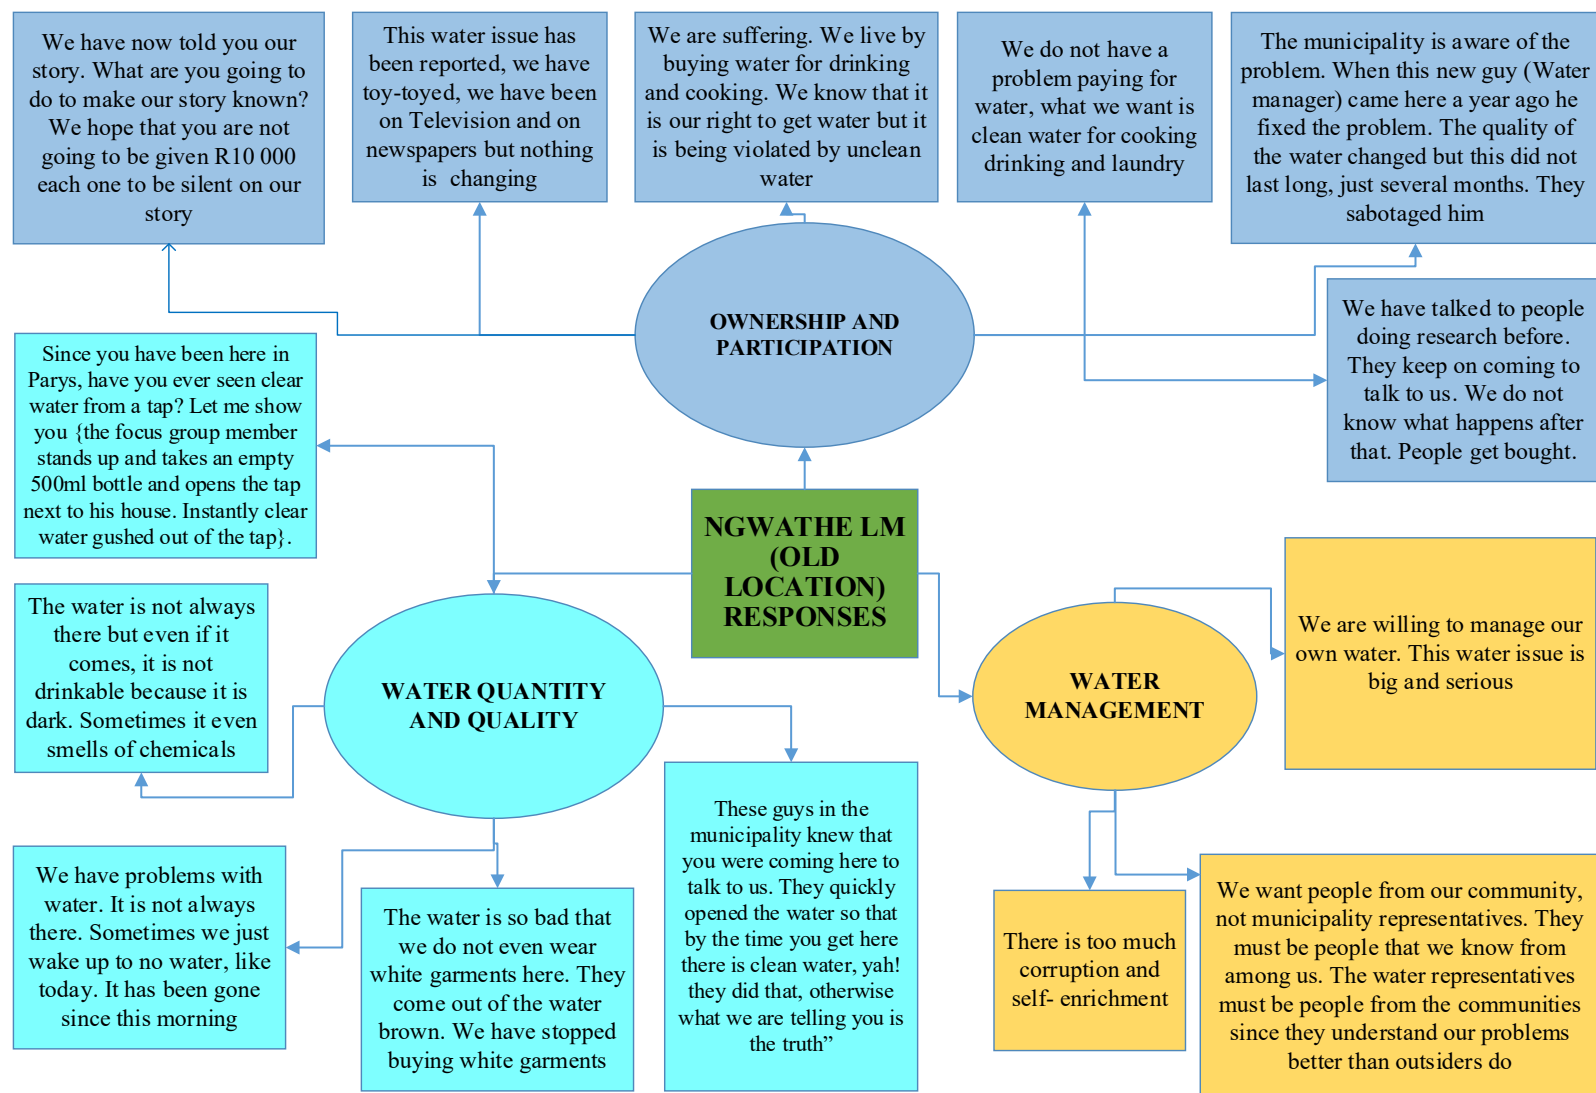 We have now told you our
story. What are you going to
do to make our story known?
We hope that you are not
going to be given R10 000
each one to be silent on our
story
This water issue has
been reported, we have
toy-toyed, we have been
on Television and on
newspapers but nothing
is changing
We are suffering. We live by
buying water for drinking
and cooking. We know that it
is our right to get water but it
is being violated by unclean
water
We do not have a
problem paying for
water, what we want is
clean water for cooking
drinking and laundry
The municipality is aware of the
problem. When this new guy (Water
manager) came here a year ago he
fixed the problem. The quality of
the water changed but this did not
last long, just several months. They
sabotaged him
OWNERSHIP AND
PARTICIPATION
We have talked to people
doing research before.
They keep on coming to
talk to us. We do not
know what happens after
that. People get bought.
Since you have been here in
Parys, have you ever seen clear
water from a tap? Let me show
you {the focus group member
stands up and takes an empty
500ml bottle and opens the tap
next to his house. Instantly clear
water gushed out of the tap}.
NGWATHE LM
(OLD
LOCATION)
RESPONSES
The water is not always
there but even if it
comes, it is not
drinkable because it is
dark. Sometimes it even
smells of chemicals
WATER QUANTITY
AND QUALITY
WATER
MANAGEMENT
We are willing to manage our
own water. This water issue is
big and serious
We have problems with
water. It is not always
there. Sometimes we just
wake up to no water, like
today. It has been gone
since this morning
The water is so bad that
we do not even wear
white garments here. They
come out of the water
brown. We have stopped
buying white garments
These guys in the
municipality knew that
you were coming here to
talk to us. They quickly
opened the water so that
by the time you get here
there is clean water, yah!
they did that, otherwise
what we are telling you is
the truth”
There is too much
corruption and
self- enrichment
We want people from our community,
not municipality representatives. They
must be people that we know from
among us. The water representatives
must be people from the communities
since they understand our problems
better than outsiders do